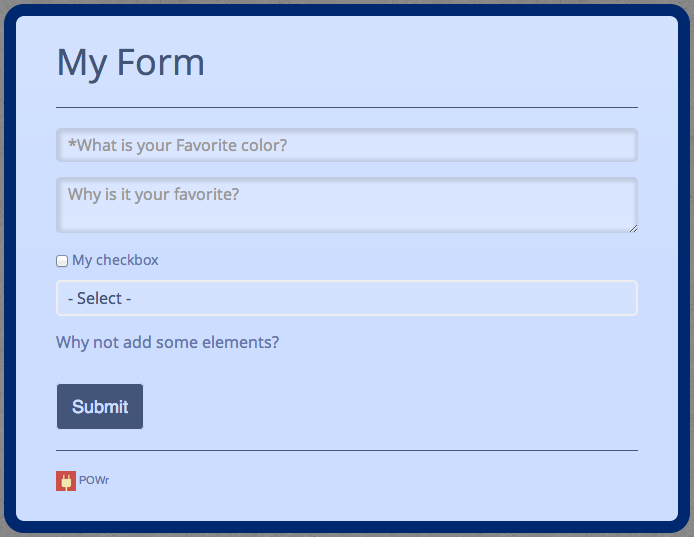 My Form
*What is your Favorite color?
Why is it your favorite?
My checkbox
- Select -
Why not add some elements?
Submit
POWr